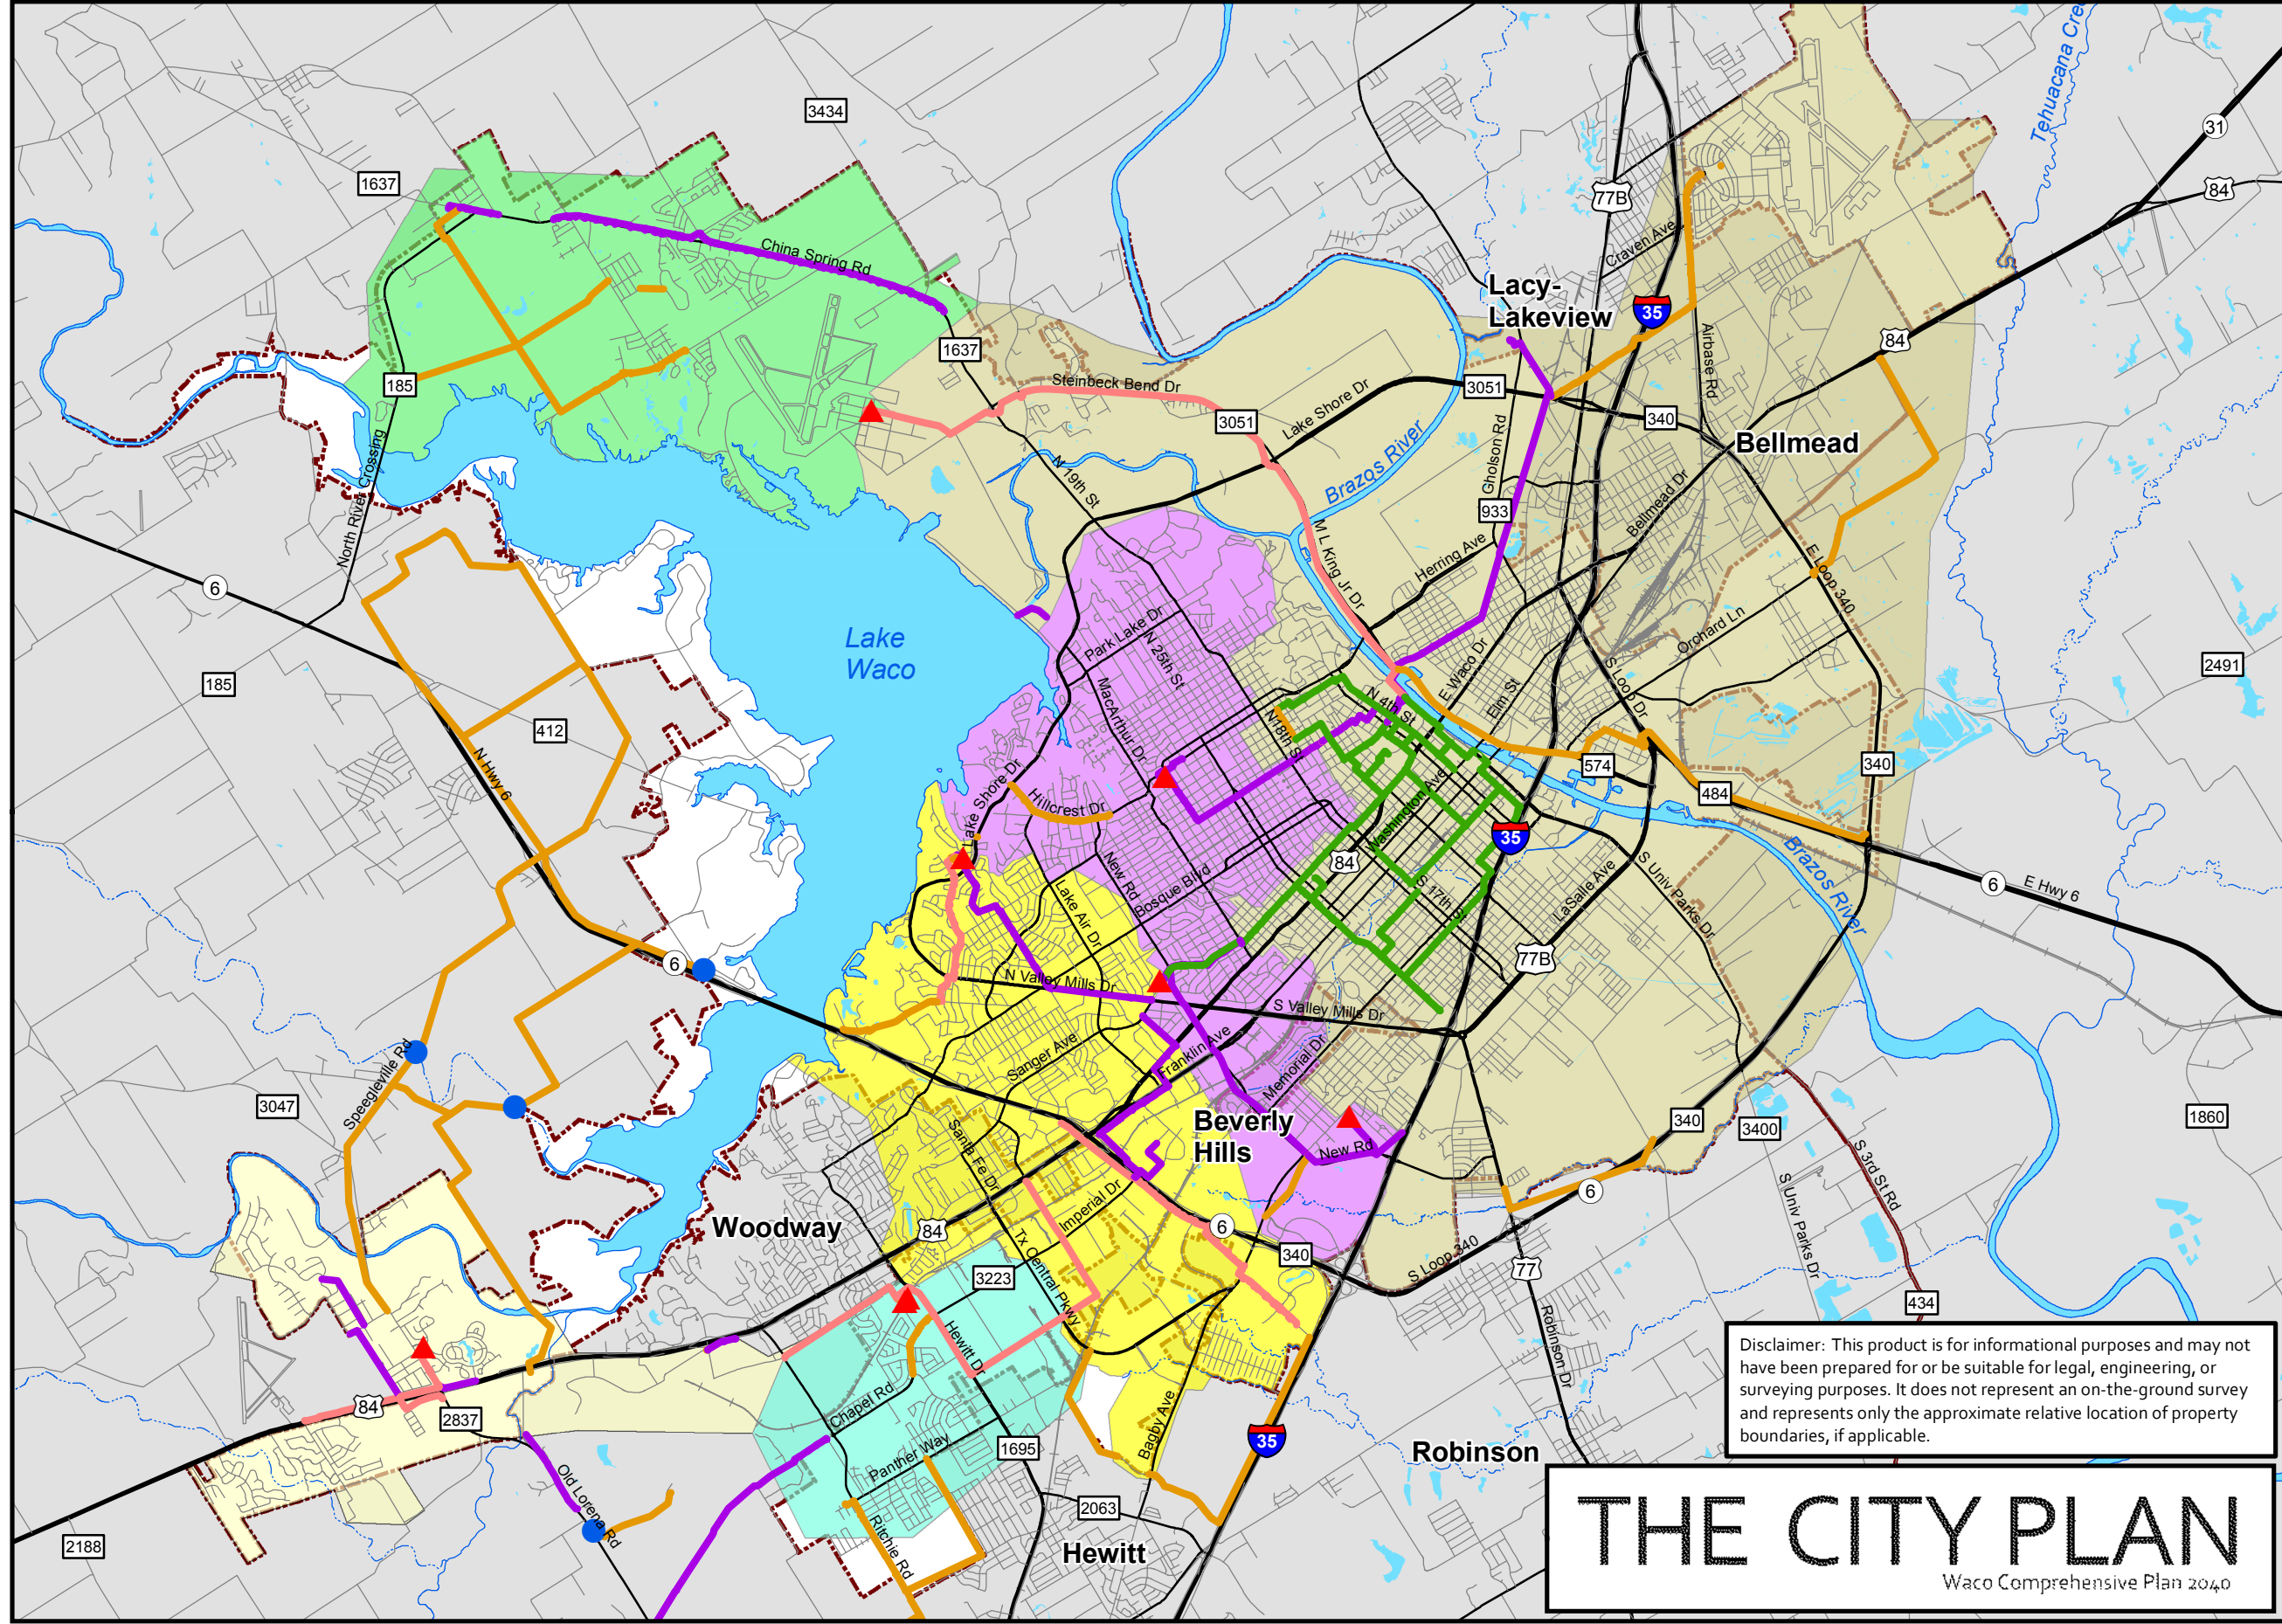 Tehuacana Cree
31
3434
84
1637
77B
Craven Ave
China Spring Rd
Lacy-
Lakeview
35
84
1637
Airbase Rd
185
Steinbeck Bend Dr
3051
3051
Lake Shore Dr
340
Bellmead
Gholson Rd
N 19th St
Brazos River
North River Crossing
933
Bellmead Dr
M L King Jr Dr
Herring Ave
E Loop 340
6
Lake
Waco
Park Lake Dr
N 25th St
Orchard Ln
185
2491
412
MacArthur Dr
N 4th St
E Waco Dr
Elm St
S Loop Dr
N18th St
N Hwy 6
574
340
484
Lake Shore Dr
Hillcrest Dr
Washington Ave
35
84
New Rd
Bosque Blvd
S 17th St
LaSalle Ave
S Univ Parks Dr
Brazos River
6
E Hwy 6
Lake Air Dr
77B
6
N Valley Mills Dr
S Valley Mills Dr
Speegleville Rd
Sanger Ave
Franklin Ave
Memorial Dr
3047
Beverly
Hills
340
3400
1860
New Rd
Santa Fe Dr
S 3rd St Rd
S Univ Parks Dr
6
Woodway
84
Imperial Dr
6
340
S Loop 340
77
3223
Tx Central Pkwy
434
Hewitt Dr
Robinson Dr
84
2837
Chapel Rd
Bagby Ave
Panther Way
1695
35
Robinson
Old Lorena Rd
2188
Ritchie Rd
2063
Hewitt
Disclaimer: This product is for informational purposes and may not
have been prepared for or be suitable for legal, engineering, or
surveying purposes. It does not represent an on-the-ground survey
and represents only the approximate relative location of property
boundaries, if applicable.
THE CITY PLAN
Waco Comprehensive Plan 2040